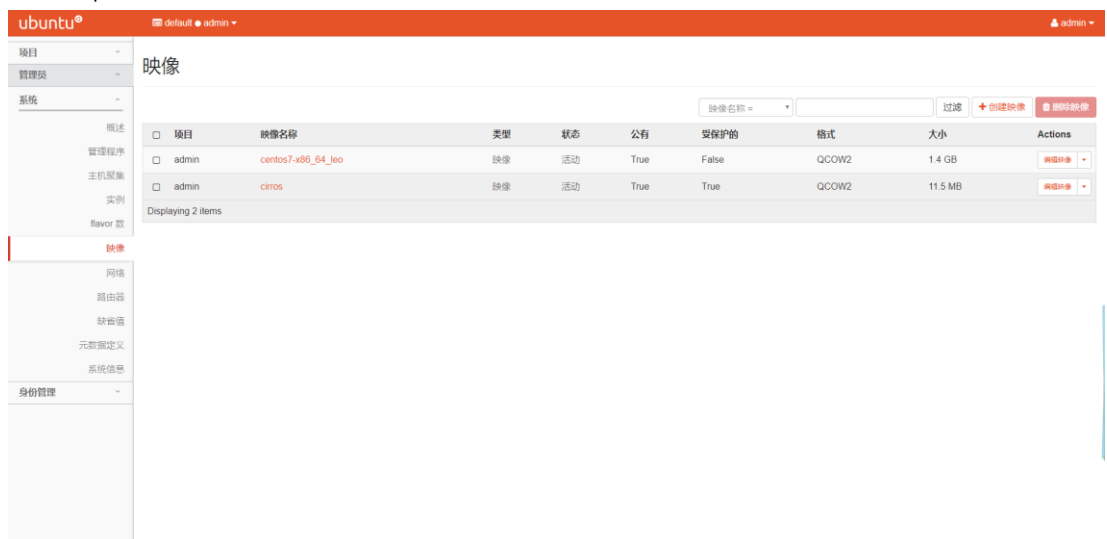 ubuntu® default ● admin admin
项目
管理员
系统
概述
管理程序
主机聚集
实例
flavor 数
映像
网络
路由器
缺省值
元数据定义
系统信息
身份管理
映像
映像名称 = 过滤 +创建映像 删除映像
项目 映像名称 类型 状态 公有 受保护的 格式 大小 Actions
admin centos7-x86_64_leo 映像 活动 True False QCOW2 1.4 GB 编辑映像
admin cirros 映像 活动 True True QCOW2 11.5 MB 编辑映像
Displaying 2 items